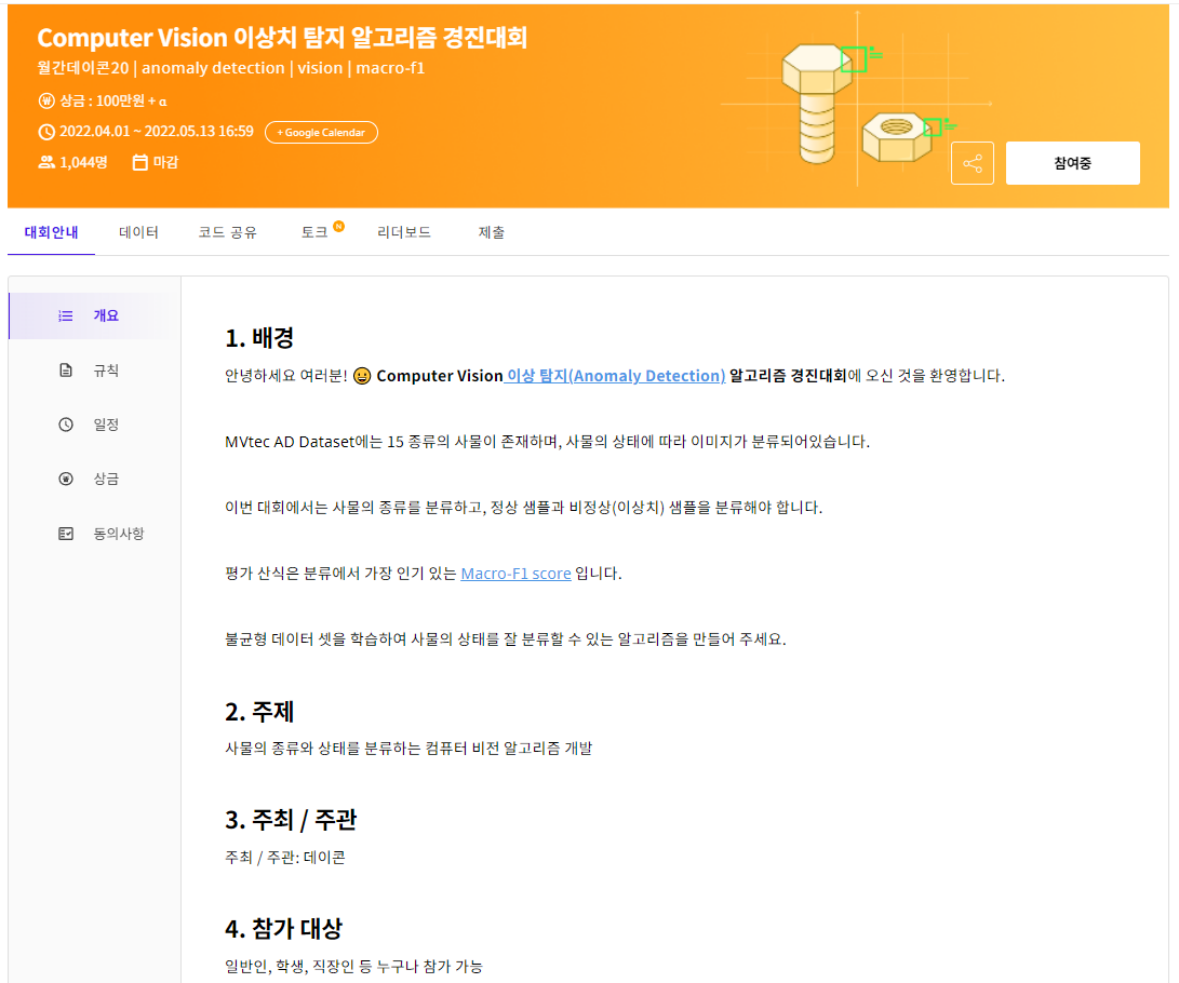 Computer Vision 이상치 탐지 알고리즘 경진대회
월간데이콘20 | anomaly detection | vision | macro-f1
상금 : 100만원 + α
2022.04.01 ~ 2022.05.13 16:59 + Google Calendar
1,044명 마감
참여중
대회안내 데이터 코드 공유 토크 N 리더보드 제출
개요
규칙
일정
상금
동의사항
1. 배경
안녕하세요 여러분! 😀 Computer Vision 이상 탐지(Anomaly Detection) 알고리즘 경진대회에 오신 것을 환영합니다.
MVtec AD Dataset에는 15 종류의 사물이 존재하며, 사물의 상태에 따라 이미지가 분류되어있습니다.
이번 대회에서는 사물의 종류를 분류하고, 정상 샘플과 비정상(이상치) 샘플을 분류해야 합니다.
평가 산식은 분류에서 가장 인기 있는 Macro-F1 score 입니다.
불균형 데이터 셋을 학습하여 사물의 상태를 잘 분류할 수 있는 알고리즘을 만들어 주세요.
2. 주제
사물의 종류와 상태를 분류하는 컴퓨터 비전 알고리즘 개발
3. 주최 / 주관
주최 / 주관: 데이콘
4. 참가 대상
일반인, 학생, 직장인 등 누구나 참가 가능